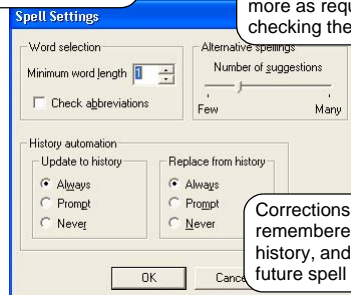 more as requ
checking the
Spell Settings
Word selection
Minimum word length 1
Check abbreviations
Alternative spellings
Number of suggestions
Few Many
History automation
Update to history
Always
Prompt
Never
Replace from history
Always
Prompt
Never
Corrections
remembere
history, and
future spell
OK
Cance